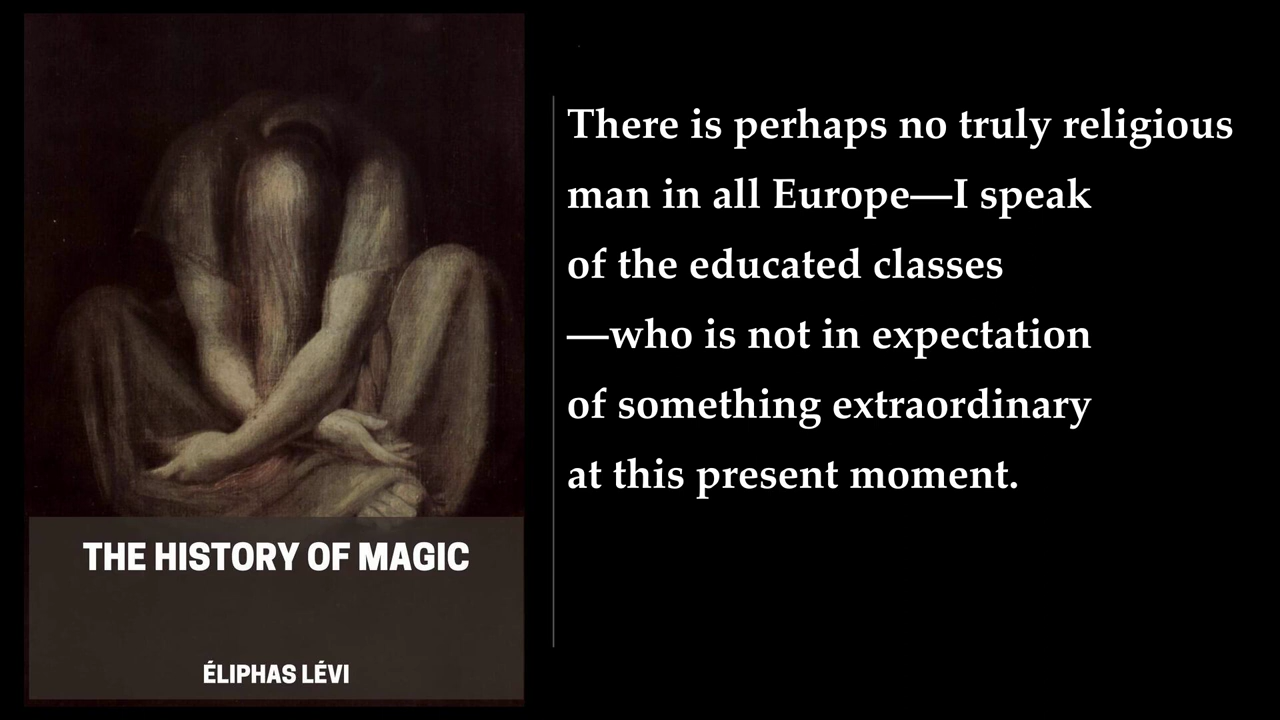 THE HISTORY OF MAGIC
ÉLIPHAS LÉVI
There is perhaps no truly religious
man in all Europe—I speak
of the educated classes
—who is not in expectation
of something extraordinary
at this present moment.